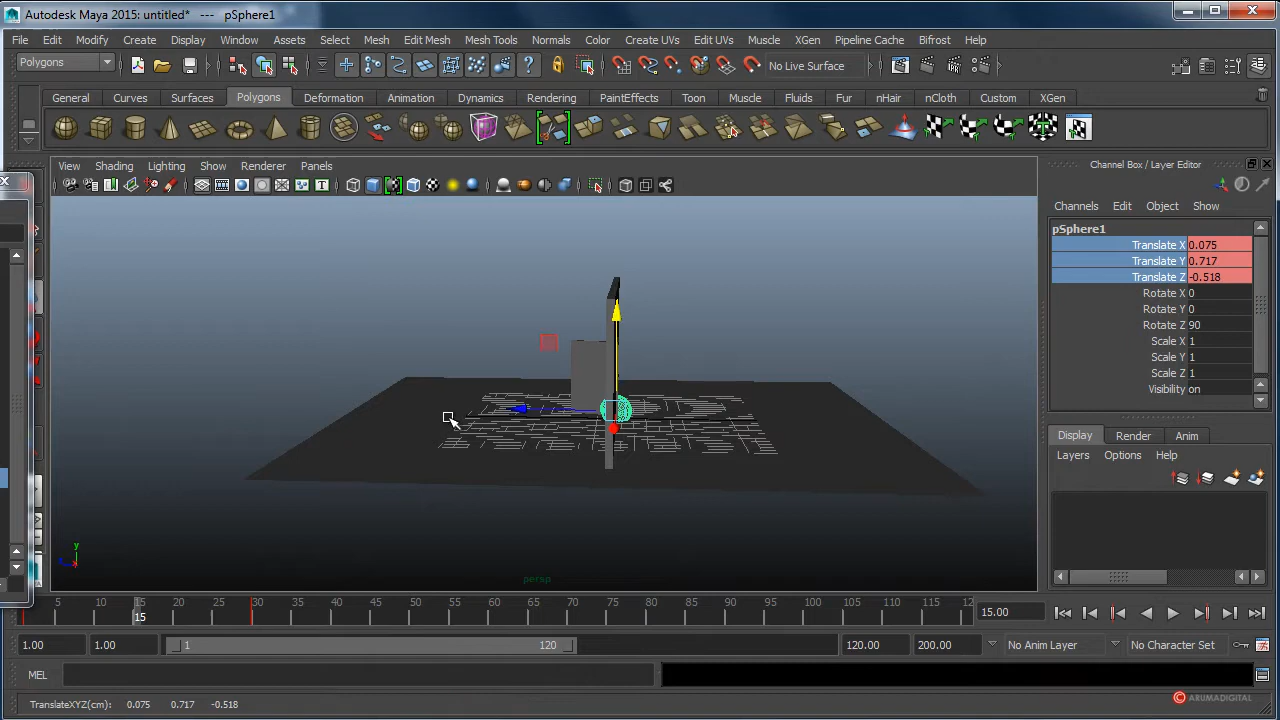 Autodesk Maya 2015: untitled* --- pSphere1
File Edit Modify Create Display Window Assets Select Mesh Edit Mesh Mesh Tools Normals Color Create UVs Edit UVs Muscle XGen Pipeline Cache Bifrost Help
Polygons No Live Surface
General Curves Surfaces Polygons Deformation Animation Dynamics Rendering PaintEffects Toon Muscle Fluids Fur nHair nCloth Custom XGen
View Shading Lighting Show Renderer Panels
Channel Box / Layer Editor
Channels Edit Object Show
pSphere1
Translate X 0.075
Translate Y 0.717
Translate Z -0.518
Rotate X 0
Rotate Y 0
Rotate Z 90
Scale X 1
Scale Y 1
Scale Z 1
Visibility on
Display Render Anim
Layers Options Help
y
persp
5 10 15 20 25 30 35 40 45 50 55 60 65 70 75 80 85 90 95 100 105 110 115 12
15
15.00
1.00 1.00 1 120 120.00 200.00 No Anim Layer No Character Set
MEL
TranslateXYZ(cm): 0.075 0.717 -0.518
© ARUMADIGITAL